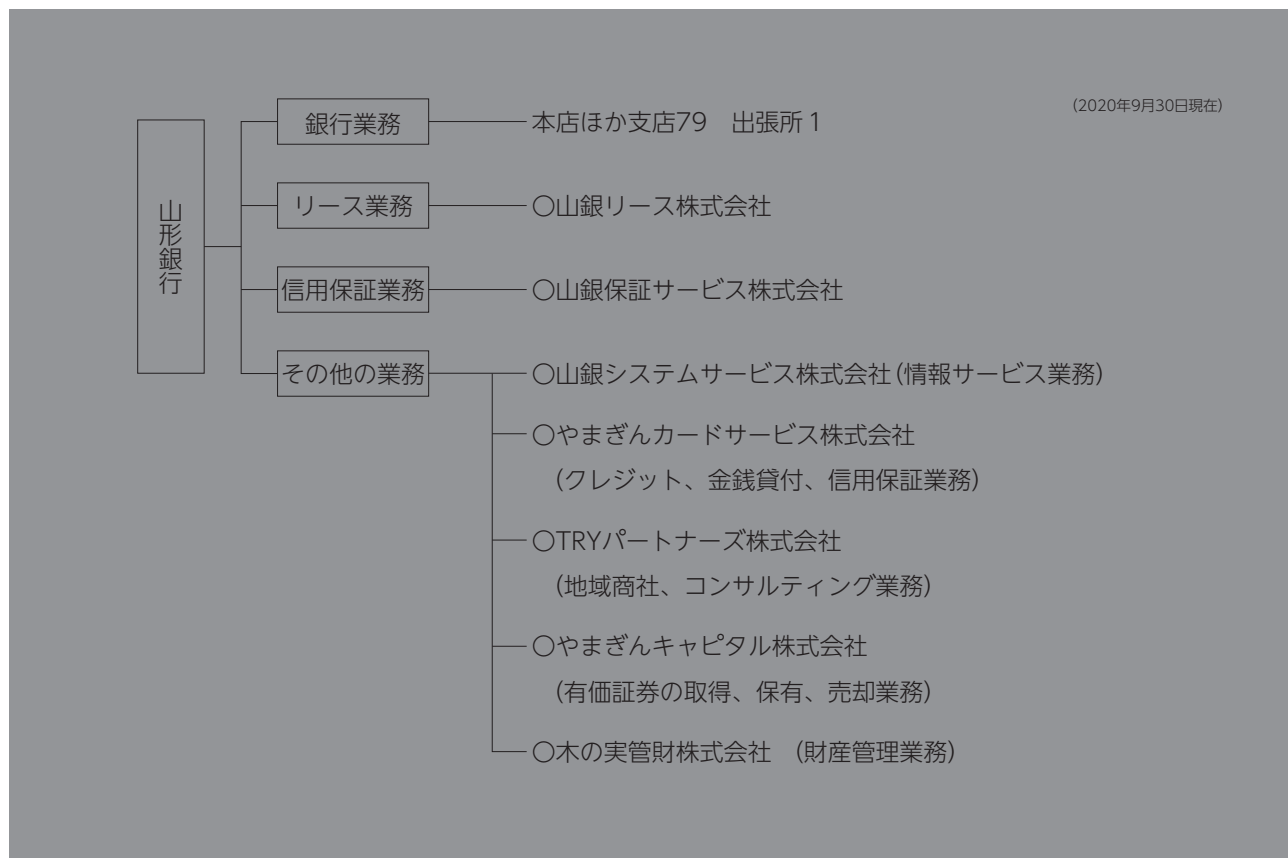 (2020年9月30日現在)
山形銀行
銀行業務
本店ほか支店79　出張所1
リース業務
○山銀リース株式会社
信用保証業務
○山銀保証サービス株式会社
その他の業務
○山銀システムサービス株式会社(情報サービス業務)
○やまぎんカードサービス株式会社
(クレジット、金銭貸付、信用保証業務)
○TRYパートナーズ株式会社
(地域商社、コンサルティング業務)
○やまぎんキャピタル株式会社
(有価証券の取得、保有、売却業務)
○木の実管財株式会社　(財産管理業務)